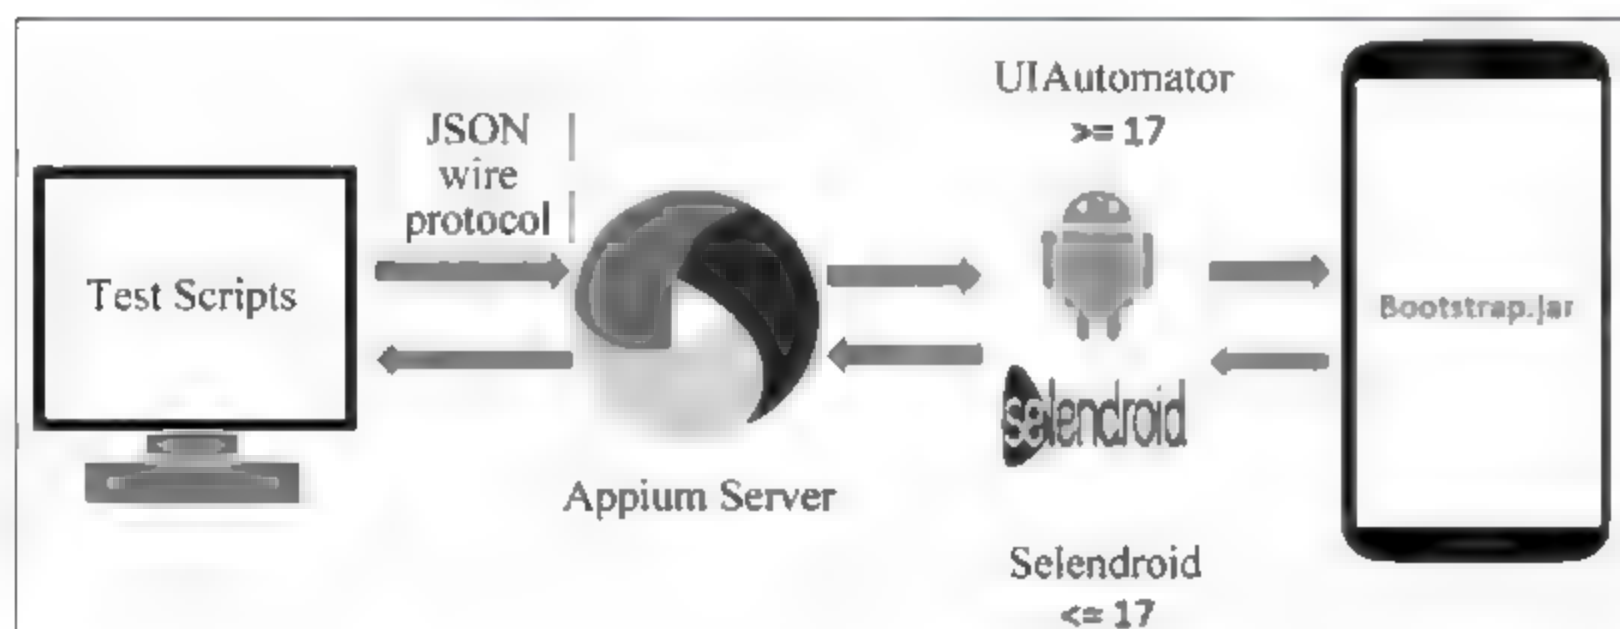 UIAutomator
>= 17
JSON
wire
protocol
Test Scripts
Bootstrap.jar
selendroid
Appium Server
Selendroid
<= 17